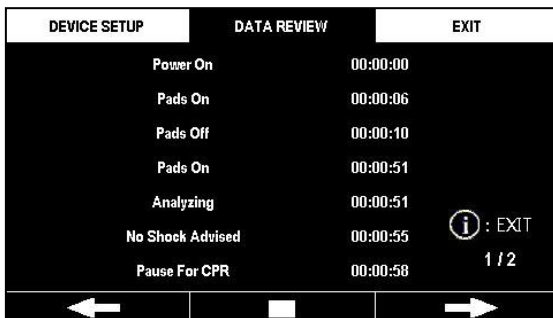 DEVICE SETUP DATA REVIEW EXIT
Power On 00:00:00
Pads On 00:00:06
Pads Off 00:00:10
Pads On 00:00:51
Analyzing 00:00:51
No Shock Advised 00:00:55
Pause For CPR 00:00:58
i : EXIT
1 / 2